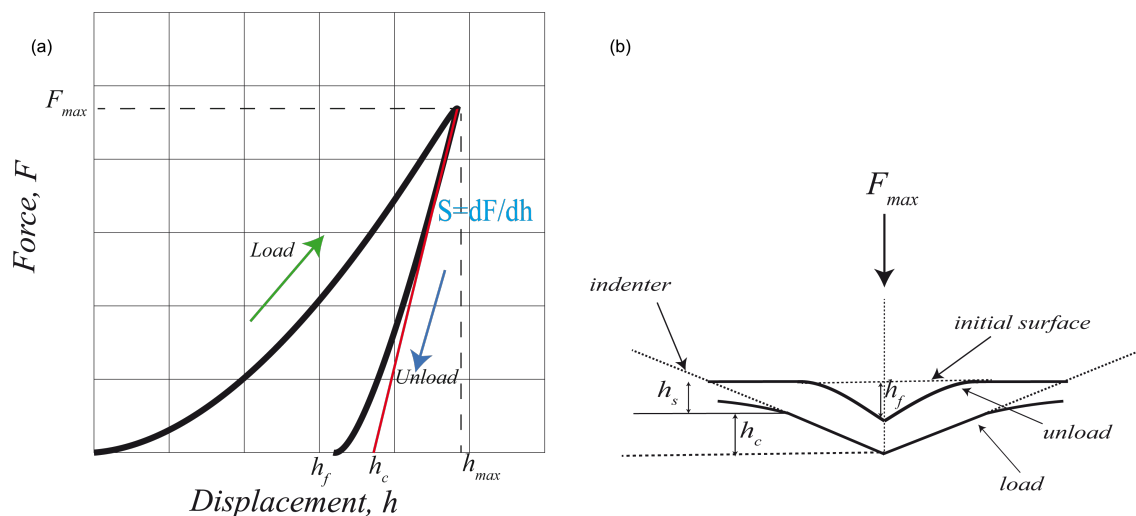 (a)
F_max
Force, F
Load
S=dF/dh
Unload
h_f
h_c
h_max
Displacement, h
(b)
F_max
indenter
initial surface
h_s
h_f
h_c
unload
load